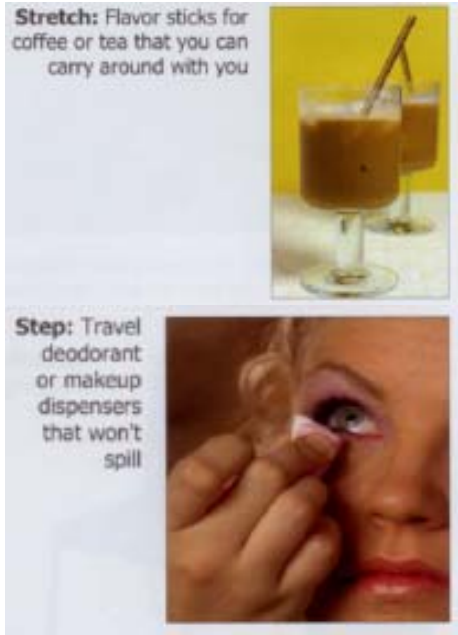 Stretch: Flavor sticks for
coffee or tea that you can
carry around with you
Step: Travel
deodorant
or makeup
dispensers
that won't
spill